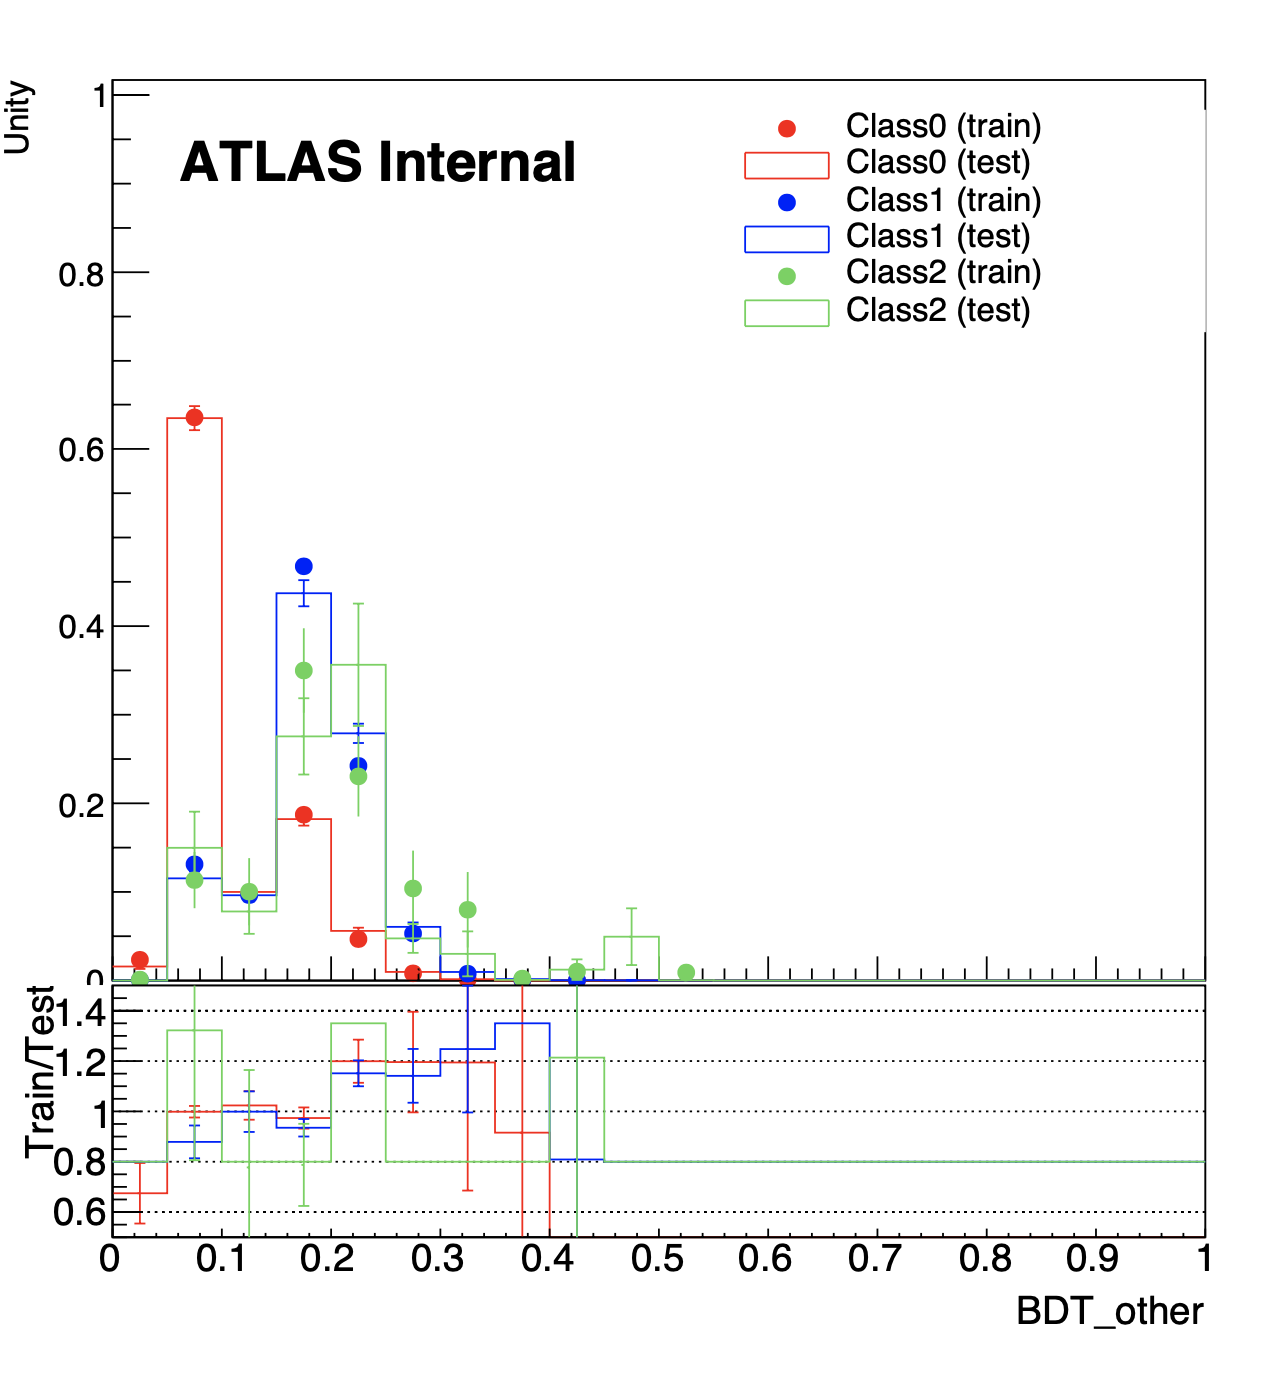 Unity
1
0.8
0.6
0.4
0.2
0
ATLAS Internal
Class0 (train)
Class0 (test)
Class1 (train)
Class1 (test)
Class2 (train)
Class2 (test)
Train/Test
1.4
1.2
1
0.8
0.6
0 0.1 0.2 0.3 0.4 0.5 0.6 0.7 0.8 0.9 1
BDT_other